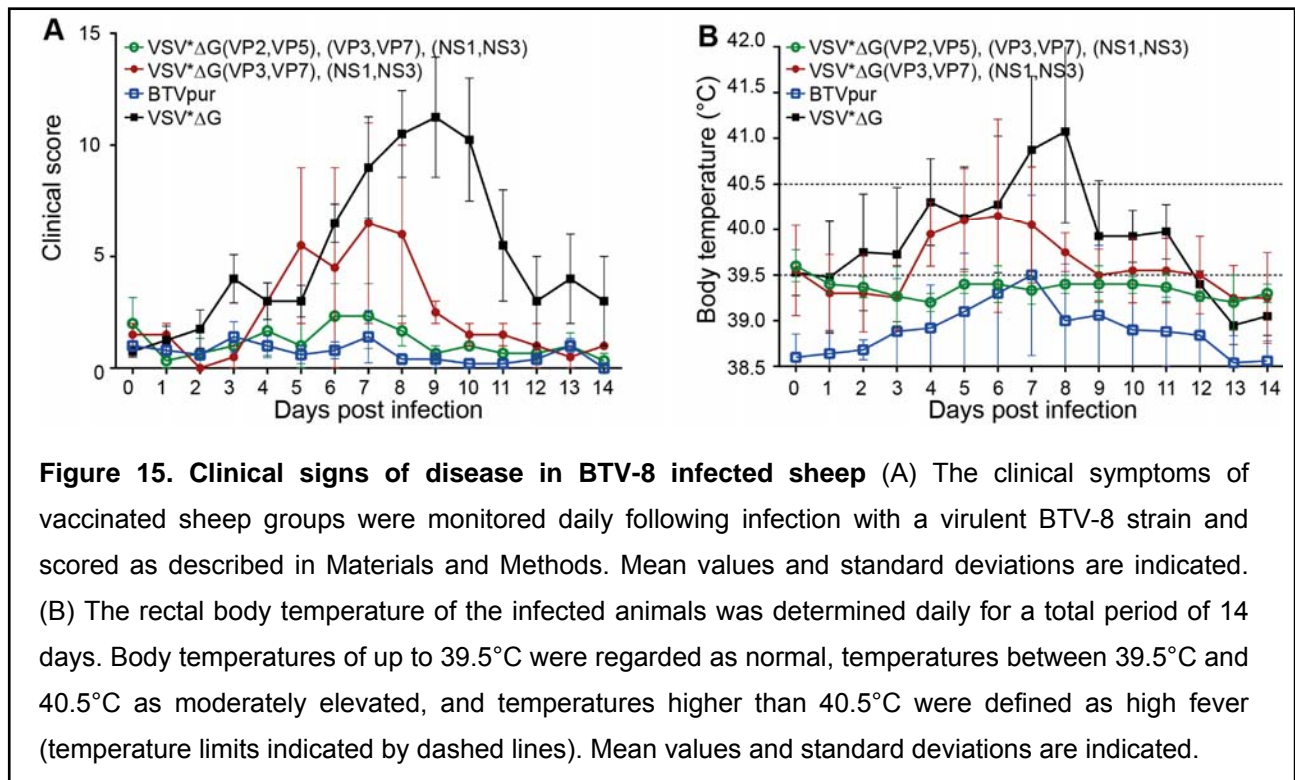 A
15
VSV*ΔG(VP2,VP5), (VP3,VP7), (NS1,NS3)
VSV*ΔG(VP3,VP7), (NS1,NS3)
BTVpur
VSV*ΔG
10
5
0
Clinical score
0 1 2 3 4 5 6 7 8 9 10 11 12 13 14
Days post infection
B
42.0
VSV*ΔG(VP2,VP5), (VP3,VP7), (NS1,NS3)
VSV*ΔG(VP3,VP7), (NS1,NS3)
BTVpur
VSV*ΔG
41.5
41.0
40.5
40.0
39.5
39.0
38.5
Body temperature (°C)
0 1 2 3 4 5 6 7 8 9 10 11 12 13 14
Days post infection
Figure 15. Clinical signs of disease in BTV-8 infected sheep (A) The clinical symptoms of
vaccinated sheep groups were monitored daily following infection with a virulent BTV-8 strain and
scored as described in Materials and Methods. Mean values and standard deviations are indicated.
(B) The rectal body temperature of the infected animals was determined daily for a total period of 14
days. Body temperatures of up to 39.5°C were regarded as normal, temperatures between 39.5°C and
40.5°C as moderately elevated, and temperatures higher than 40.5°C were defined as high fever
(temperature limits indicated by dashed lines). Mean values and standard deviations are indicated.